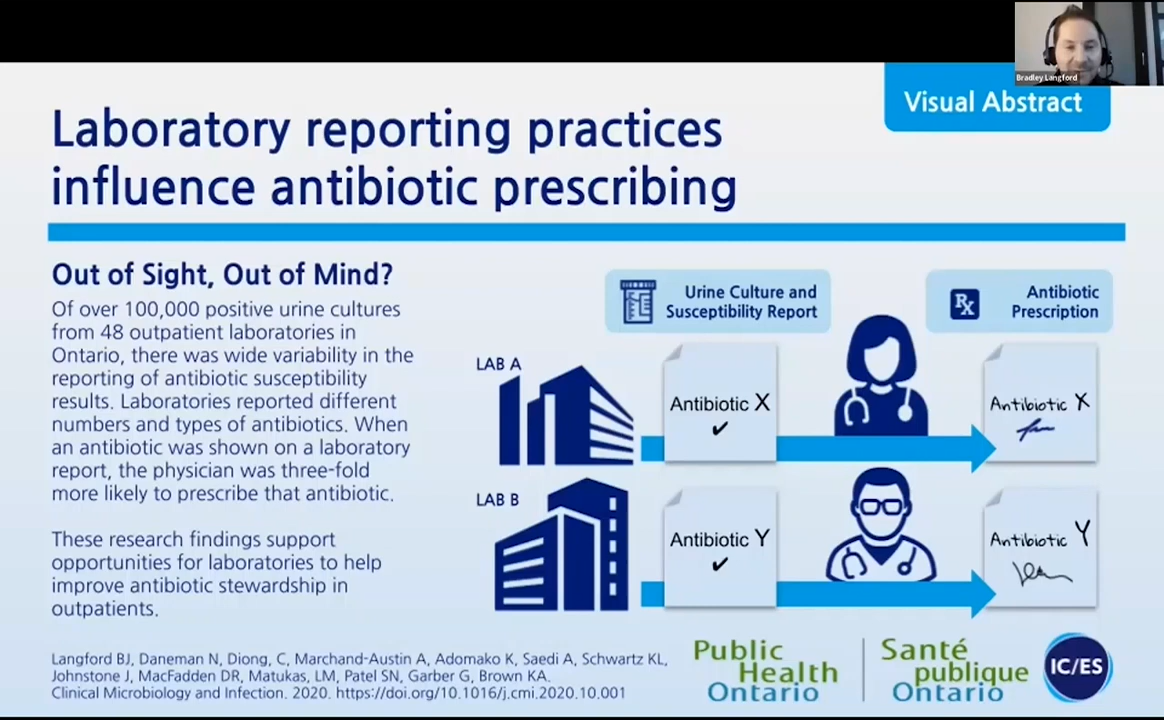 Bradley Langford
Visual Abstract
Laboratory reporting practices
influence antibiotic prescribing
Out of Sight, Out of Mind?
Of over 100,000 positive urine cultures
from 48 outpatient laboratories in
Ontario, there was wide variability in the
reporting of antibiotic susceptibility
results. Laboratories reported different
numbers and types of antibiotics. When
an antibiotic was shown on a laboratory
report, the physician was three-fold
more likely to prescribe that antibiotic.
These research findings support
opportunities for laboratories to help
improve antibiotic stewardship in
outpatients.
Urine Culture and
Susceptibility Report
Rx
Antibiotic
Prescription
LAB A
Antibiotic X
✓
Antibiotic X
LAB B
Antibiotic Y
✓
Antibiotic Y
Langford BJ, Daneman N, Diong, C, Marchand-Austin A, Adomako K, Saedi A, Schwartz KL,
Johnstone J, MacFadden DR, Matukas, LM, Patel SN, Garber G, Brown KA.
Clinical Microbiology and Infection. 2020. https://doi.org/10.1016/j.cmi.2020.10.001
Public
Health
Ontario
Santé
publique
Ontario
IC/ES